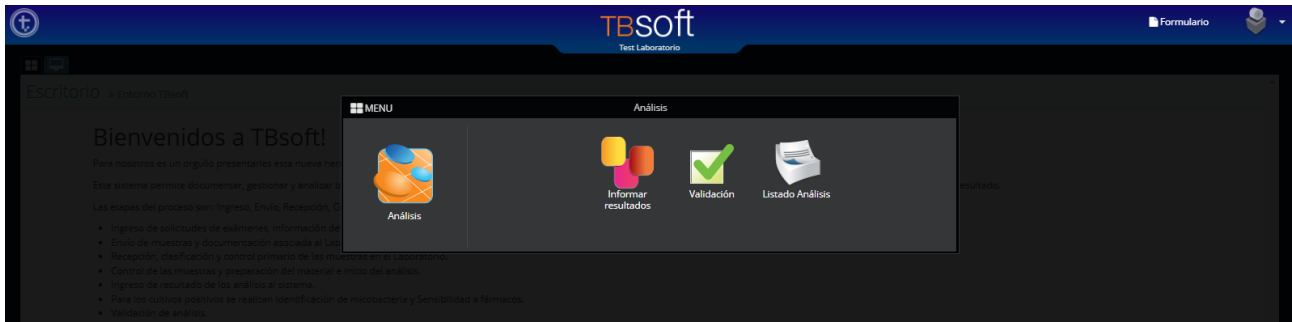 TBSoft
Test Laboratorio
Formulario
Escritorio » Entorno TBsoft
MENU
Análisis
Bienvenidos a TBsoft!
Para nosotros es un orgullo presentarles esta nueva
Este sistema permite documentar, gestionar y analizar
esultado.
Las etapas del proceso son: Ingreso, Envío, Recepción,
Análisis
Informar
resultados
Validación
Listado Análisis
• Ingreso de solicitudes de exámenes, información de
• Envío de muestras y documentación asociada al
• Recepción, clasificación y control primario de las muestras en el Laboratorio.
• Control de las muestras y preparación del material e inicio del análisis.
• Ingreso de resultado de los análisis al sistema.
• Para los cultivos positivos se realizan Identificación de micobacteria y Sensibilidad a fármacos.
• Validación de análisis